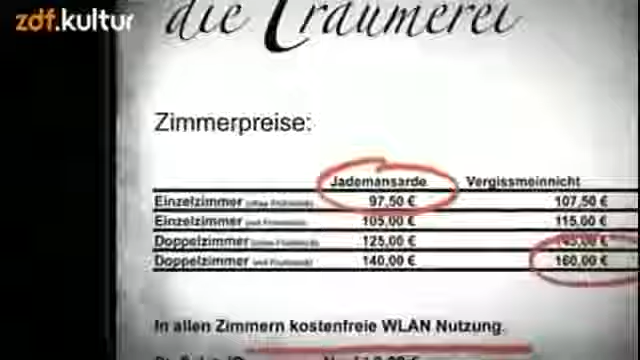 zdf.kultur
die Träumerei
Zimmerpreise:
Jademansarde Vergissmeinnicht
Einzelzimmer 97,50 € 107,50 €
Einzelzimmer 105,00 € 115,00 €
Doppelzimmer 125,00 € 145,00 €
Doppelzimmer 140,00 € 160,00 €
In allen Zimmern kostenfreie WLAN Nutzung.